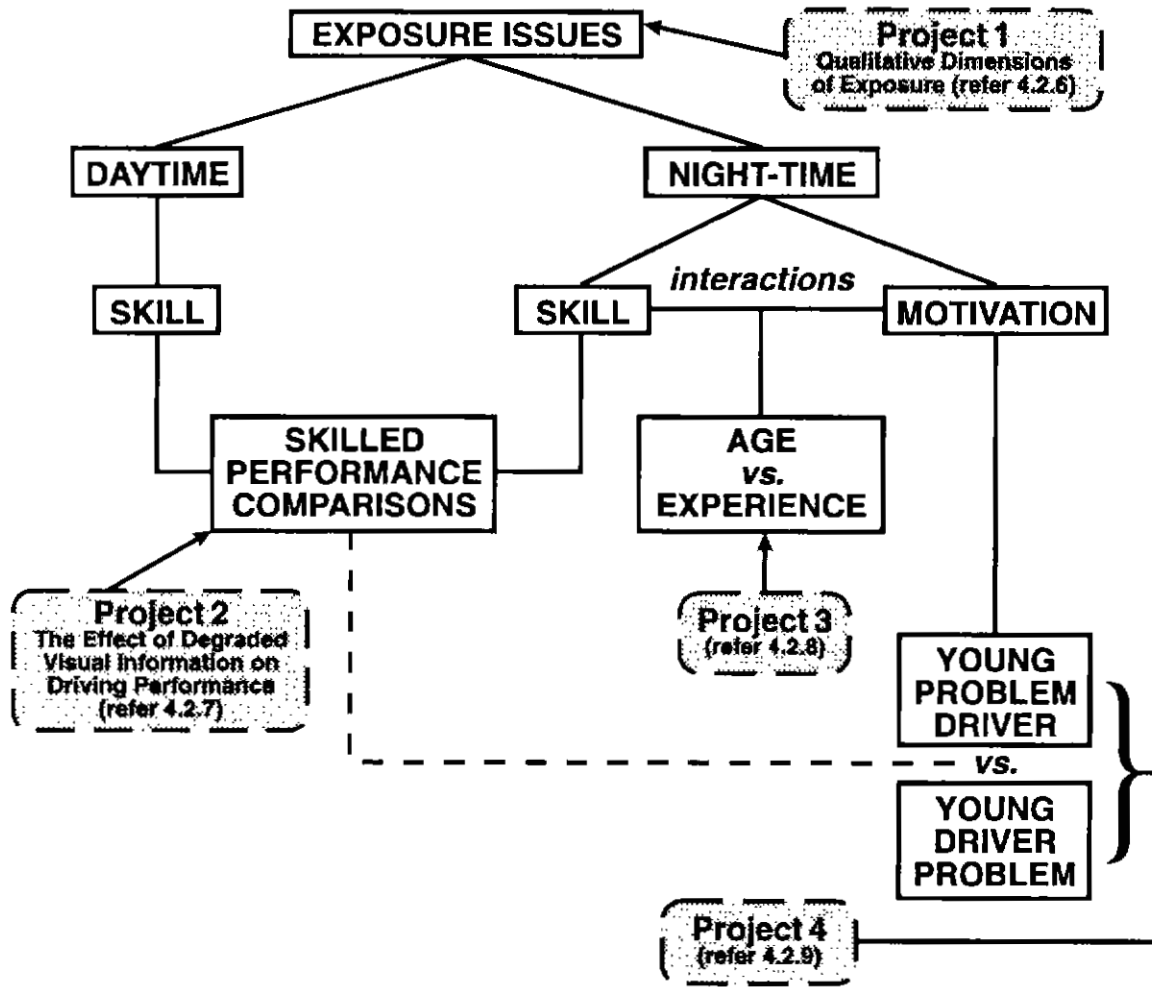 EXPOSURE ISSUES
Project 1
Qualitative Dimensions
of Exposure (refer 4.2.6)
DAYTIME
NIGHT-TIME
SKILL
SKILL
interactions
MOTIVATION
SKILLED
PERFORMANCE
COMPARISONS
AGE
vs.
EXPERIENCE
Project 2
The Effect of Degraded
Visual Information on
Driving Performance
(refer 4.2.7)
Project 3
(refer 4.2.8)
YOUNG
PROBLEM
DRIVER
vs.
YOUNG
DRIVER
PROBLEM
Project 4
(refer 4.2.9)